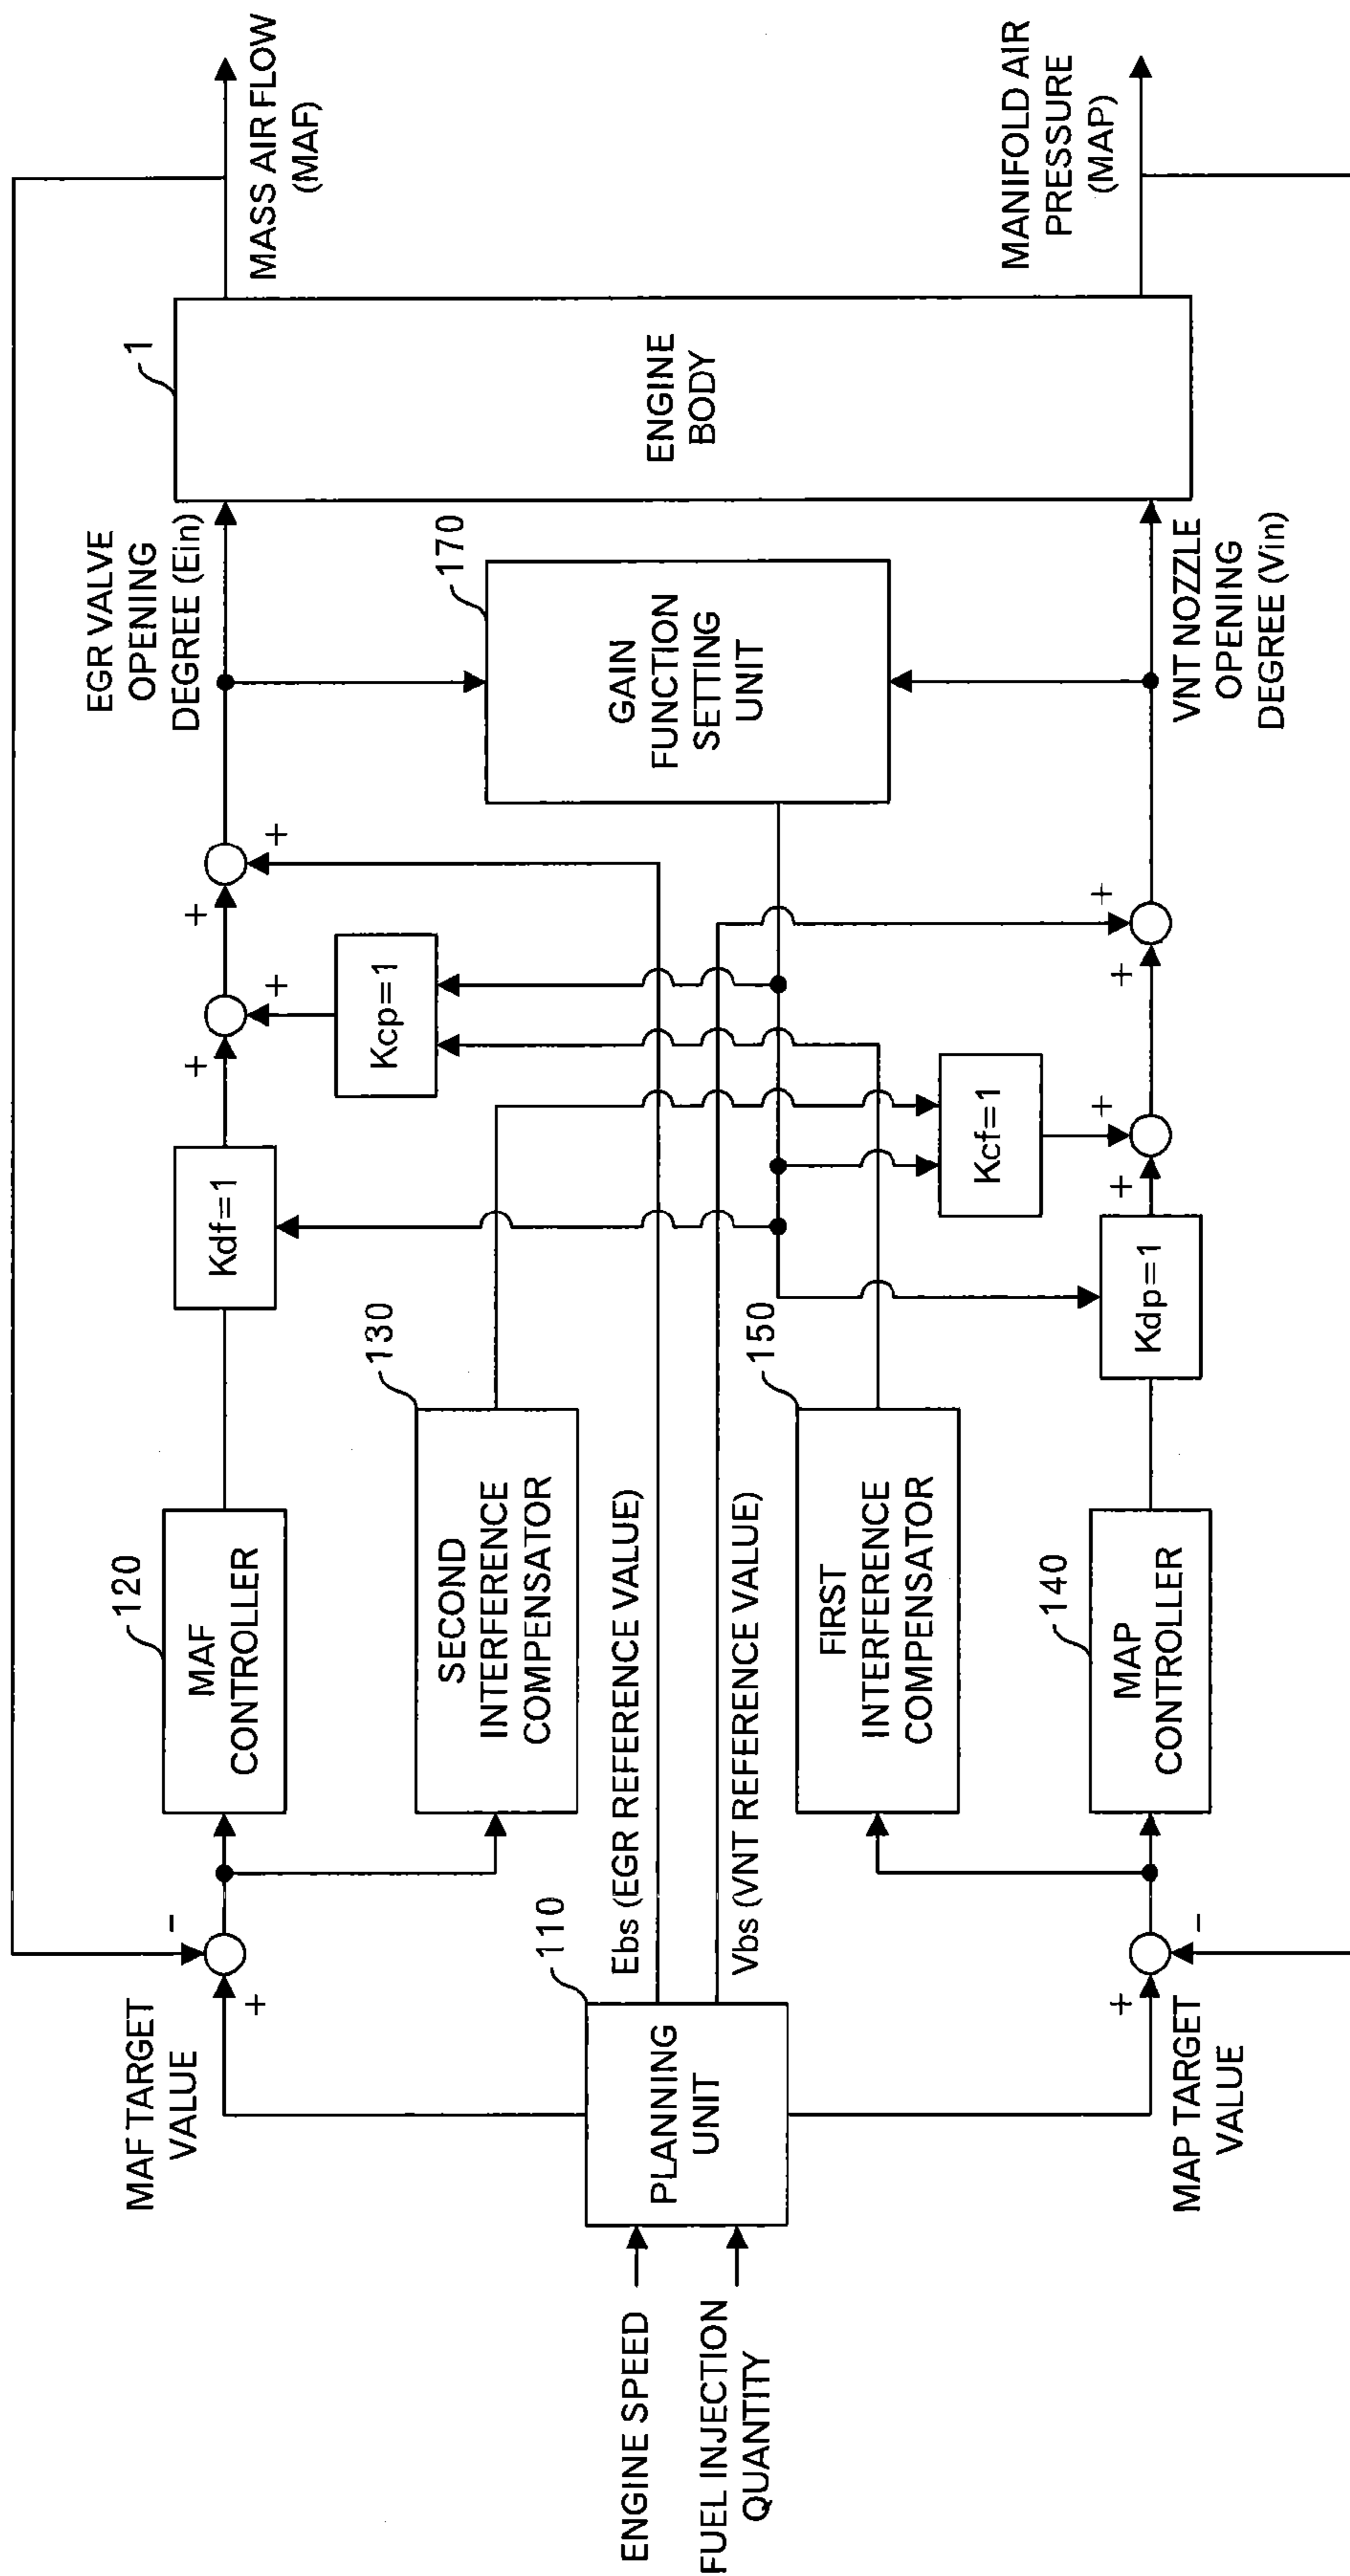 ENGINE SPEED
FUEL INJECTION
QUANTITY
110
PLANNING
UNIT
MAF TARGET
VALUE
+
-
MAP TARGET
VALUE
+
-
Ebs (EGR REFERENCE VALUE)
Vbs (VNT REFERENCE VALUE)
120
MAF
CONTROLLER
130
SECOND
INTERFERENCE
COMPENSATOR
150
FIRST
INTERFERENCE
COMPENSATOR
140
MAP
CONTROLLER
Kdf=1
Kdp=1
Kcp=1
Kcf=1
+
+
+
+
+
+
+
+
170
GAIN
FUNCTION
SETTING
UNIT
EGR VALVE
OPENING
DEGREE (Ein)
VNT NOZZLE
OPENING
DEGREE (Vin)
1
ENGINE
BODY
MASS AIR FLOW
(MAF)
MANIFOLD AIR
PRESSURE
(MAP)